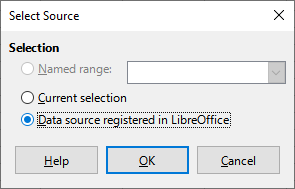 Select Source
Selection
Named range:
Current selection
Data source registered in LibreOffice
Help
OK
Cancel